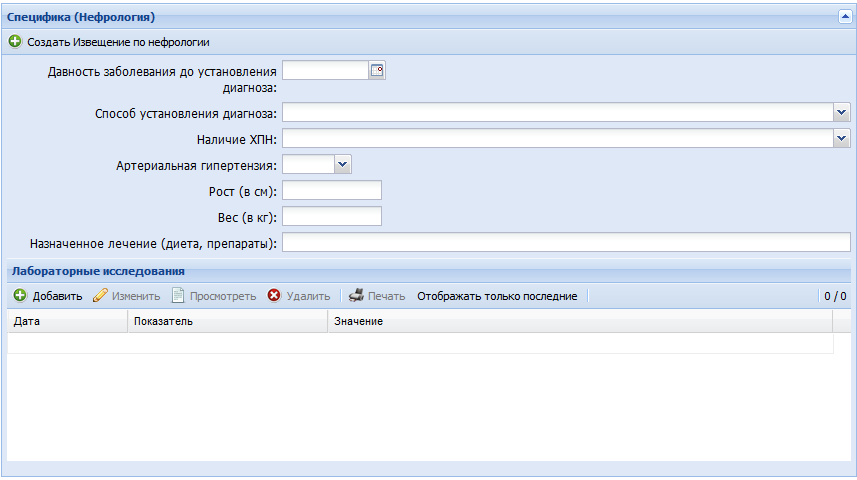 Специфика (Нефрология)
Создать Извещение по нефрологии
Давность заболевания до установления
диагноза:
Способ установления диагноза:
Наличие ХПН:
Артериальная гипертензия:
Рост (в см):
Вес (в кг):
Назначенное лечение (диета, препараты):
Лабораторные исследования
Добавить Изменить Просмотреть Удалить Печать Отображать только последние 0 / 0
Дата Показатель Значение